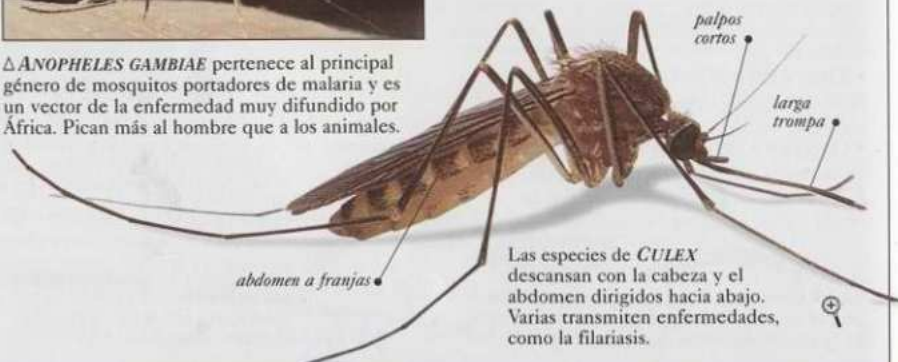 △ ANOPHELES GAMBIAE pertenece al principal
género de mosquitos portadores de malaria y es
un vector de la enfermedad muy difundido por
África. Pican más al hombre que a los animales.
palpos
cortos
larga
trompa
abdomen a franjas
Las especies de CULEX
descansan con la cabeza y el
abdomen dirigidos hacia abajo.
Varias transmiten enfermedades,
como la filariasis.